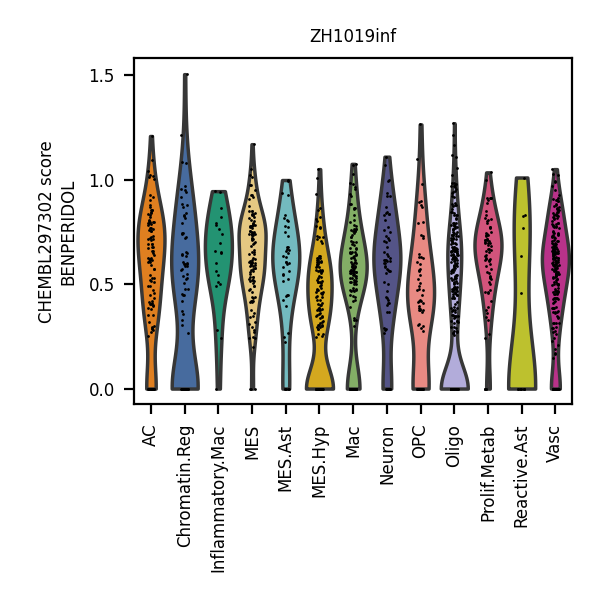 ZH1019inf
CHEMBL297302 score
BENPERIDOL
1.5
1.0
0.5
0.0
AC
Chromatin.Reg
Inflammatory.Mac
MES
MES.Ast
MES.Hyp
Mac
Neuron
OPC
Oligo
Prolif.Metab
Reactive.Ast
Vasc